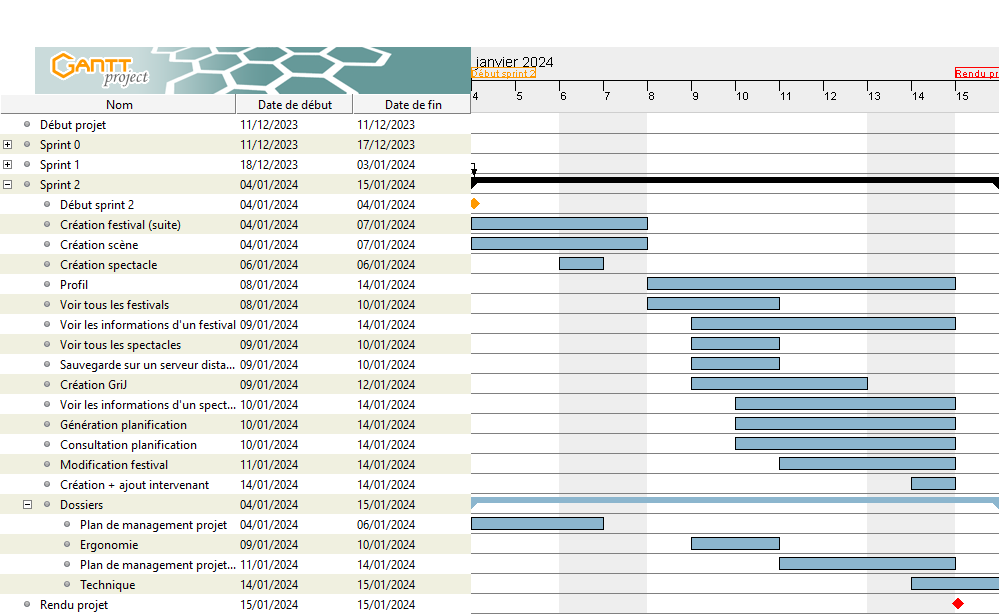 GANTT
project
janvier 2024
Début sprint 2
Rendu pr
Nom Date de début Date de fin
4 5 6 7 8 9 10 11 12 13 14 15
Début projet 11/12/2023 11/12/2023
Sprint 0 11/12/2023 17/12/2023
Sprint 1 18/12/2023 03/01/2024
Sprint 2 04/01/2024 15/01/2024
Début sprint 2 04/01/2024 04/01/2024
Création festival (suite) 04/01/2024 07/01/2024
Création scène 04/01/2024 07/01/2024
Création spectacle 06/01/2024 06/01/2024
Profil 08/01/2024 14/01/2024
Voir tous les festivals 08/01/2024 10/01/2024
Voir les informations d'un festival 09/01/2024 14/01/2024
Voir tous les spectacles 09/01/2024 10/01/2024
Sauvegarde sur un serveur dista... 09/01/2024 10/01/2024
Création GriJ 09/01/2024 12/01/2024
Voir les informations d'un spect... 10/01/2024 14/01/2024
Génération planification 10/01/2024 14/01/2024
Consultation planification 10/01/2024 14/01/2024
Modification festival 11/01/2024 14/01/2024
Création + ajout intervenant 14/01/2024 14/01/2024
Dossiers 04/01/2024 15/01/2024
Plan de management projet 04/01/2024 06/01/2024
Ergonomie 09/01/2024 10/01/2024
Plan de management projet... 11/01/2024 14/01/2024
Technique 14/01/2024 15/01/2024
Rendu projet 15/01/2024 15/01/2024